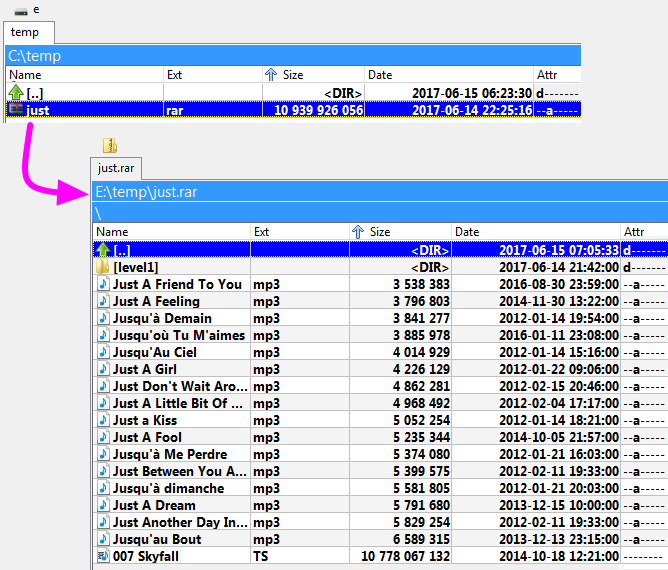 e
temp
C:\temp
Name Ext Size Date Attr
[..] <DIR> 2017-06-15 06:23:30 d-------
just rar 10 939 926 056 2017-06-14 22:25:16 --a-----
just.rar
E:\temp\just.rar
\
Name Ext Size Date Attr
[..] <DIR> 2017-06-15 07:05:33 d-------
[level1] <DIR> 2017-06-14 21:42:00 d-------
Just A Friend To You mp3 3 538 383 2016-08-30 23:59:00 --a-----
Just A Feeling mp3 3 796 803 2014-11-30 13:22:00 --a-----
Jusqu'à Demain mp3 3 841 277 2012-01-14 19:54:00 --a-----
Jusqu'où Tu M'aimes mp3 3 885 978 2016-01-11 23:08:00 --a-----
Jusqu'Au Ciel mp3 4 014 929 2012-01-14 15:16:00 --a-----
Just A Girl mp3 4 226 129 2012-01-22 09:06:00 --a-----
Just Don't Wait Aro... mp3 4 862 281 2012-02-15 20:46:00 --a-----
Just A Little Bit Of ... mp3 4 968 492 2012-02-04 17:17:00 --a-----
Just a Kiss mp3 5 052 254 2012-01-14 18:21:00 --a-----
Just A Fool mp3 5 235 344 2014-10-05 21:57:00 --a-----
Jusqu'à Me Perdre mp3 5 374 080 2012-01-21 16:03:00 --a-----
Just Between You A... mp3 5 399 575 2012-02-11 19:33:00 --a-----
Jusqu'à dimanche mp3 5 581 805 2012-01-21 20:03:00 --a-----
Just A Dream mp3 5 791 680 2013-12-15 10:00:00 --a-----
Just Another Day In... mp3 5 829 254 2012-02-11 19:33:00 --a-----
Jusqu'au Bout mp3 6 589 315 2013-12-13 23:15:00 --a-----
007 Skyfall TS 10 778 067 132 2014-10-18 12:21:00 --------